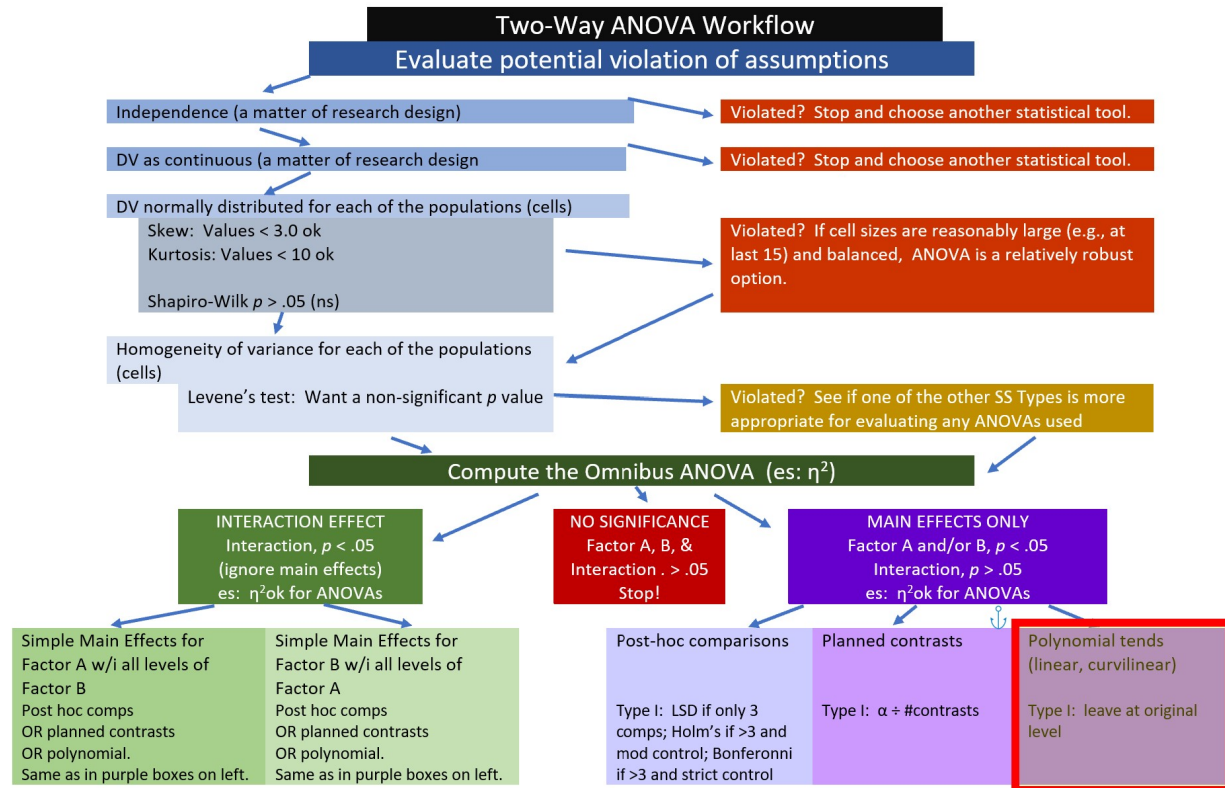 Two-Way ANOVA Workflow
Evaluate potential violation of assumptions
Independence (a matter of research design)
Violated?  Stop and choose another statistical tool.
DV as continuous (a matter of research design
Violated?  Stop and choose another statistical tool.
DV normally distributed for each of the populations (cells)
Skew:  Values < 3.0 ok
Kurtosis: Values < 10 ok
Shapiro-Wilk p > .05 (ns)
Violated?  If cell sizes are reasonably large (e.g., at
last 15) and balanced,  ANOVA is a relatively robust
option.
Homogeneity of variance for each of the populations
(cells)
Levene's test:  Want a non-significant p value
Violated?  See if one of the other SS Types is more
appropriate for evaluating any ANOVAs used
Compute the Omnibus ANOVA  (es: η²)
INTERACTION EFFECT
Interaction, p < .05
(ignore main effects)
es:  η²ok for ANOVAs
NO SIGNIFICANCE
Factor A, B, &
Interaction . > .05
Stop!
MAIN EFFECTS ONLY
Factor A and/or B, p < .05
Interaction, p > .05
es:  η²ok for ANOVAs
Simple Main Effects for
Factor A w/i all levels of
Factor B
Post hoc comps
OR planned contrasts
OR polynomial.
Same as in purple boxes on left.
Simple Main Effects for
Factor B w/i all levels of
Factor A
Post hoc comps
OR planned contrasts
OR polynomial.
Same as in purple boxes on left.
Post-hoc comparisons
Type I:  LSD if only 3
comps; Holm's if >3 and
mod control; Bonferonni
if >3 and strict control
Planned contrasts
Type I:  α ÷ #contrasts
Polynomial tends
(linear, curvilinear)
Type I:  leave at original
level